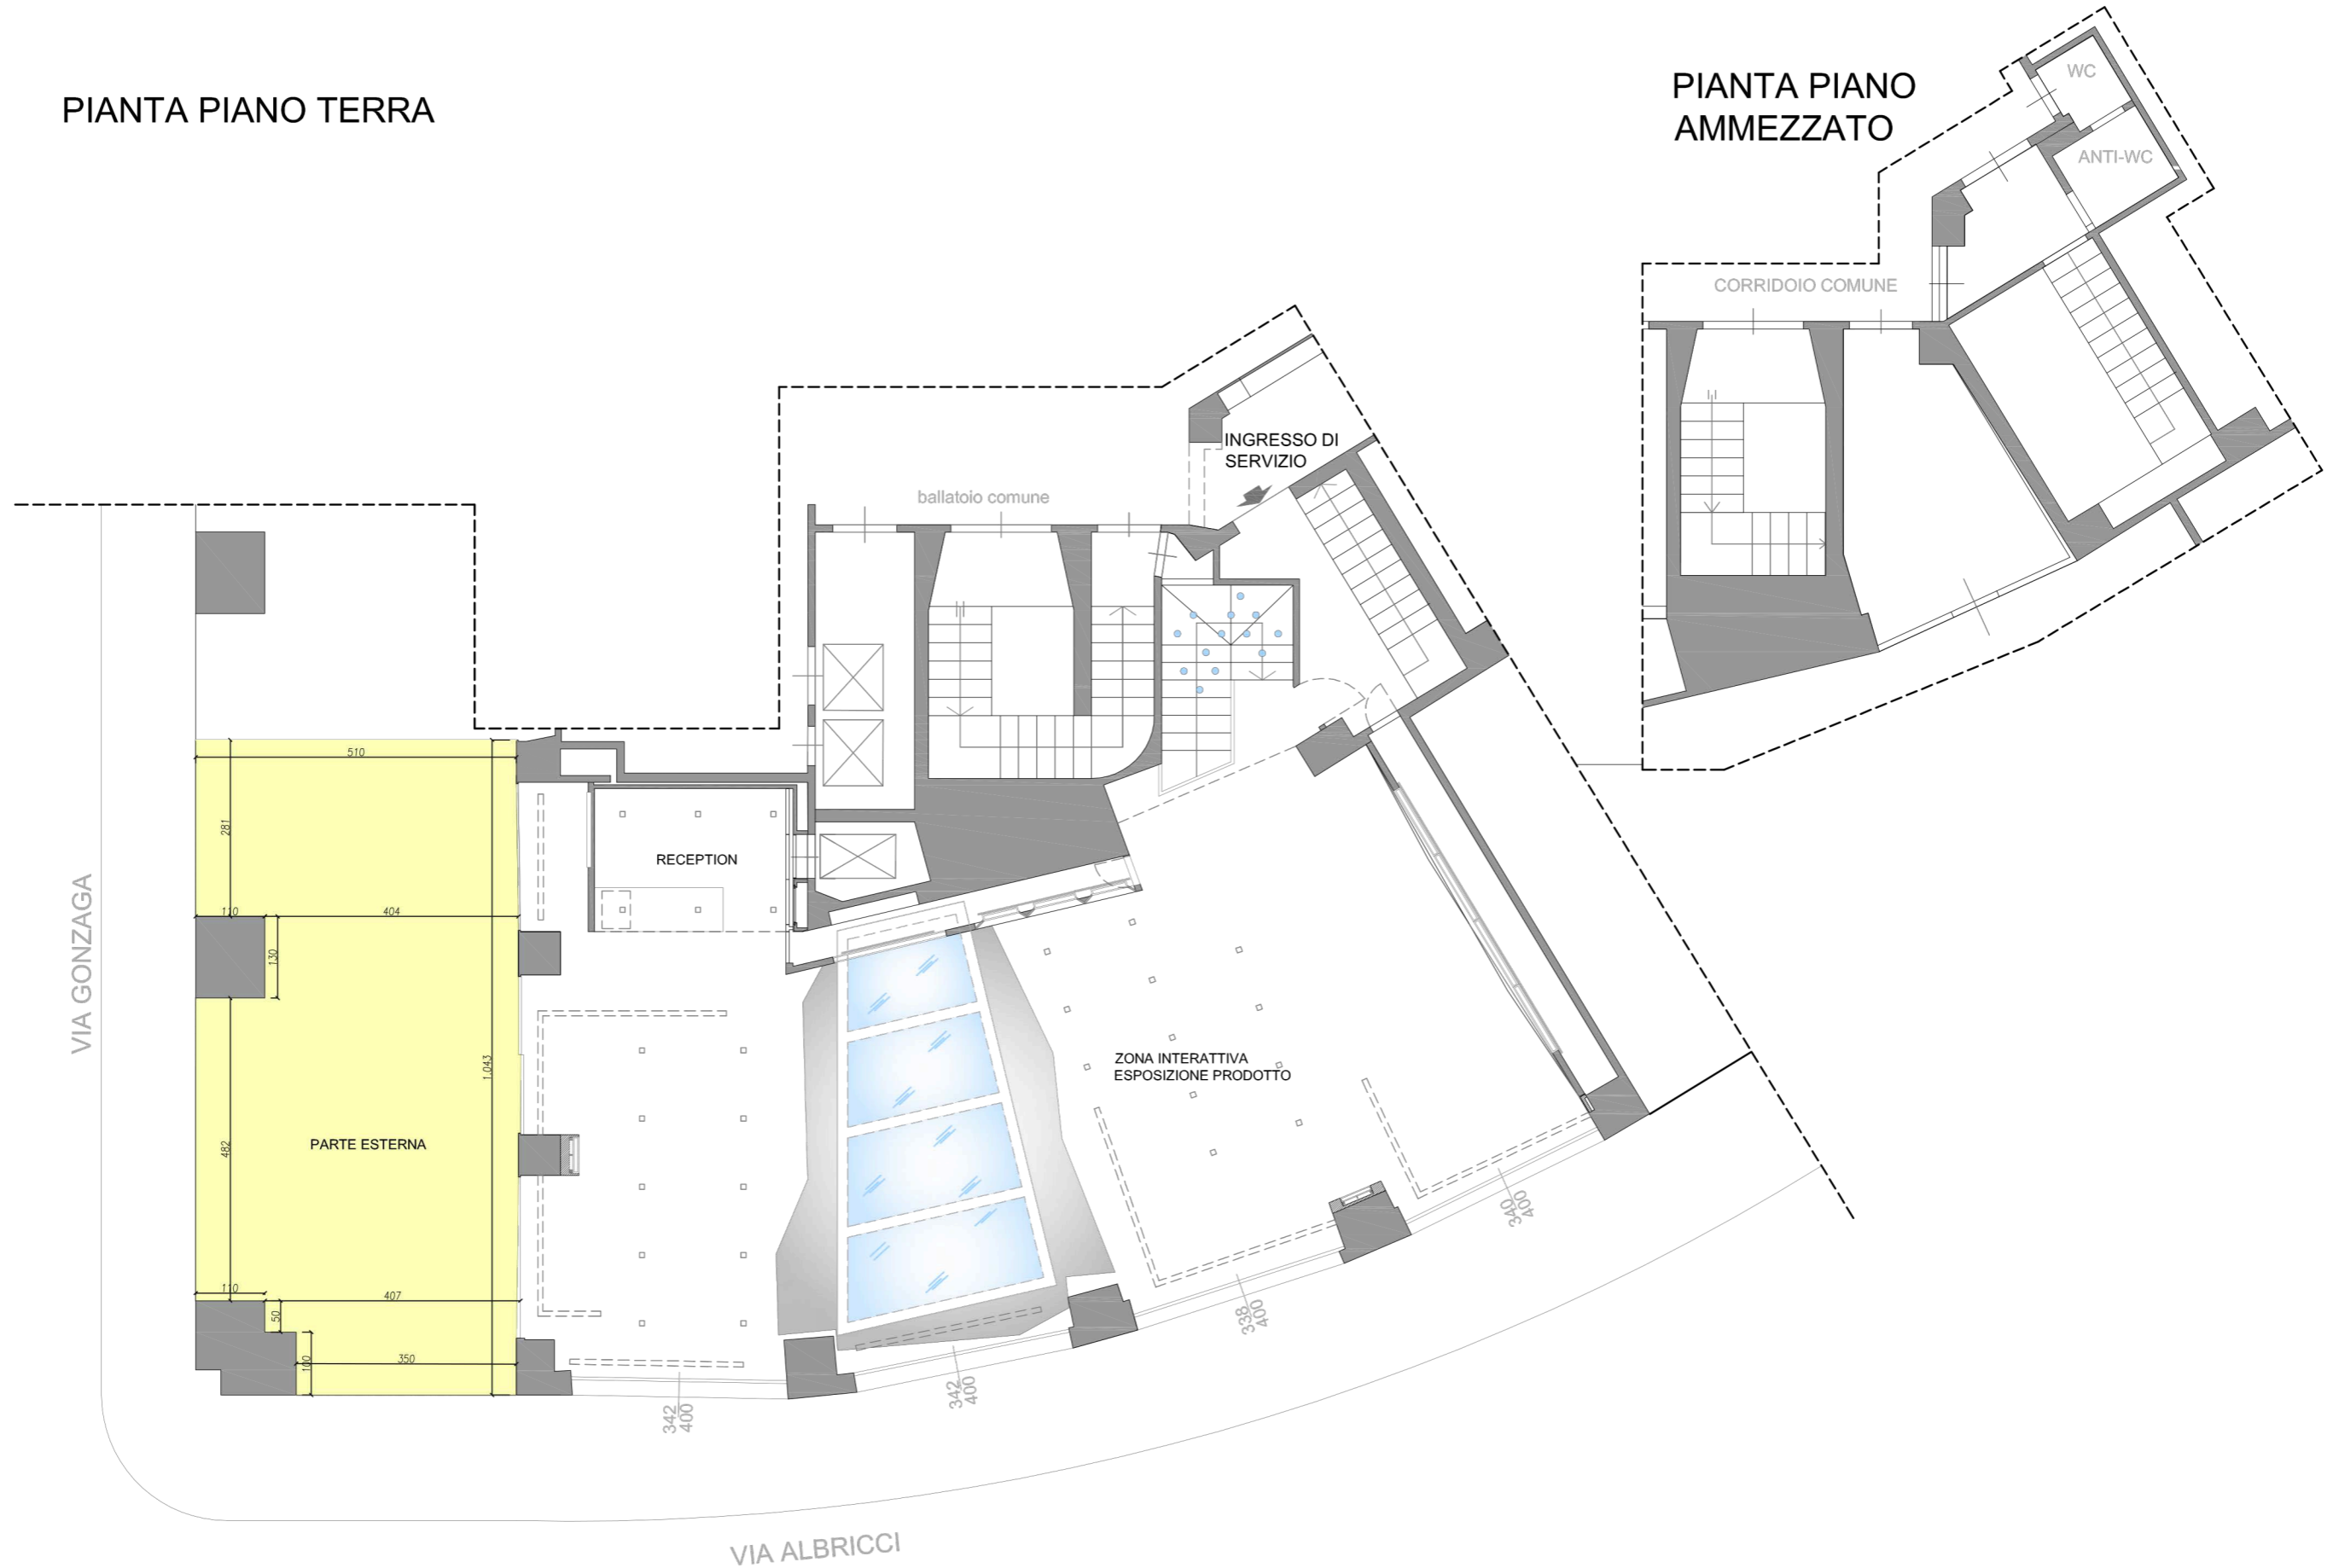 PIANTA PIANO TERRA
PIANTA PIANO
AMMEZZATO
WC
ANTI-WC
CORRIDOIO COMUNE
INGRESSO DI
SERVIZIO
ballatoio comune
510
281
RECEPTION
110
404
130
VIA GONZAGA
1.043
ZONA INTERATTIVA
ESPOSIZIONE PRODOTTO
482
PARTE ESTERNA
110
407
50
100
350
342
400
342
400
338
400
340
400
VIA ALBRICCI